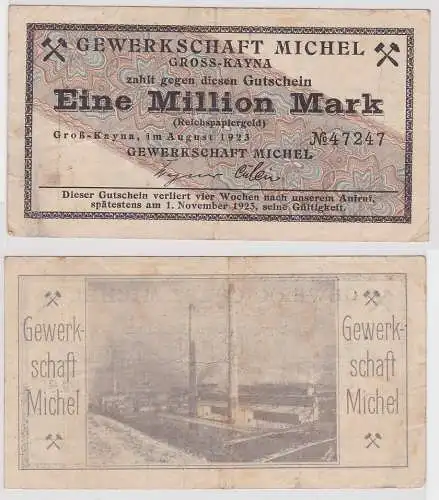 GEWERKSCHAFT MICHEL
GROSS-KAYNA
zahlt gegen diesen Gutschein
Eine Million Mark
(Reichspapiergeld)
Groß-Kayna, im August 1923
№47247
GEWERKSCHAFT MICHEL
Dieser Gutschein verliert vier Wochen nach unserem Aufruf,
spätestens am 1. November 1923, seine Gültigkeit.
Gewerk-
schaft
Michel
Gewerk-
schaft
Michel